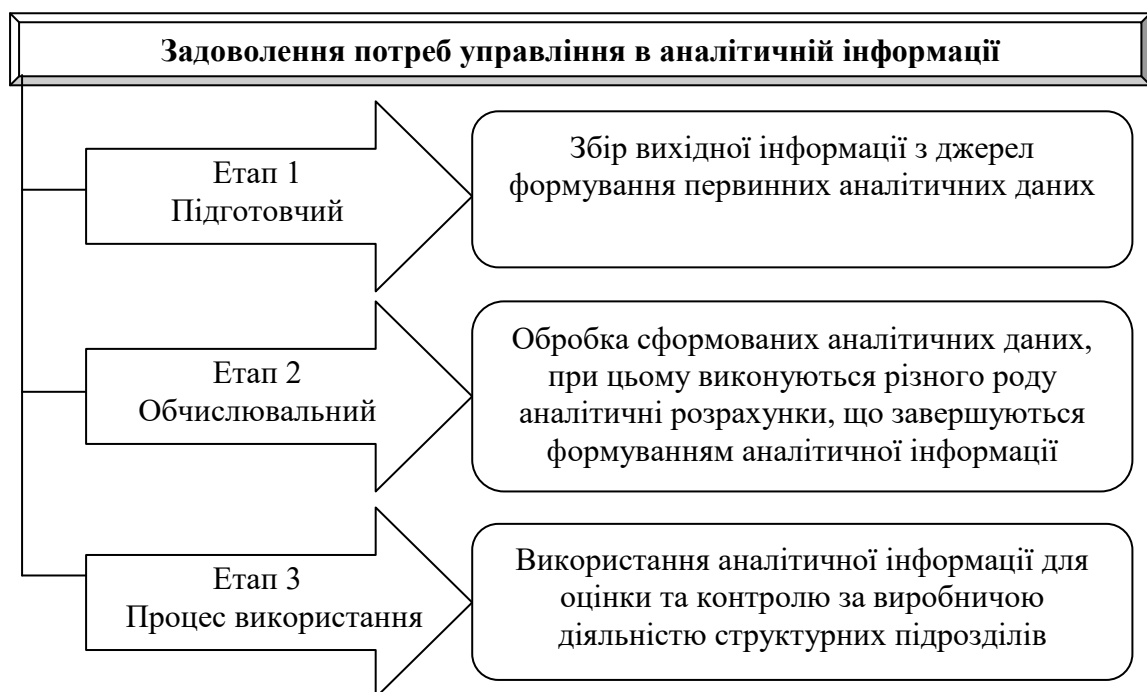 Задоволення потреб управління в аналітичній інформації
Етап 1
Підготовчий
Збір вихідної інформації з джерел
формування первинних аналітичних даних
Етап 2
Обчислювальний
Обробка сформованих аналітичних даних,
при цьому виконуються різного роду
аналітичні розрахунки, що завершуються
формуванням аналітичної інформації
Етап 3
Процес використання
Використання аналітичної інформації для
оцінки та контролю за виробничою
діяльністю структурних підрозділів